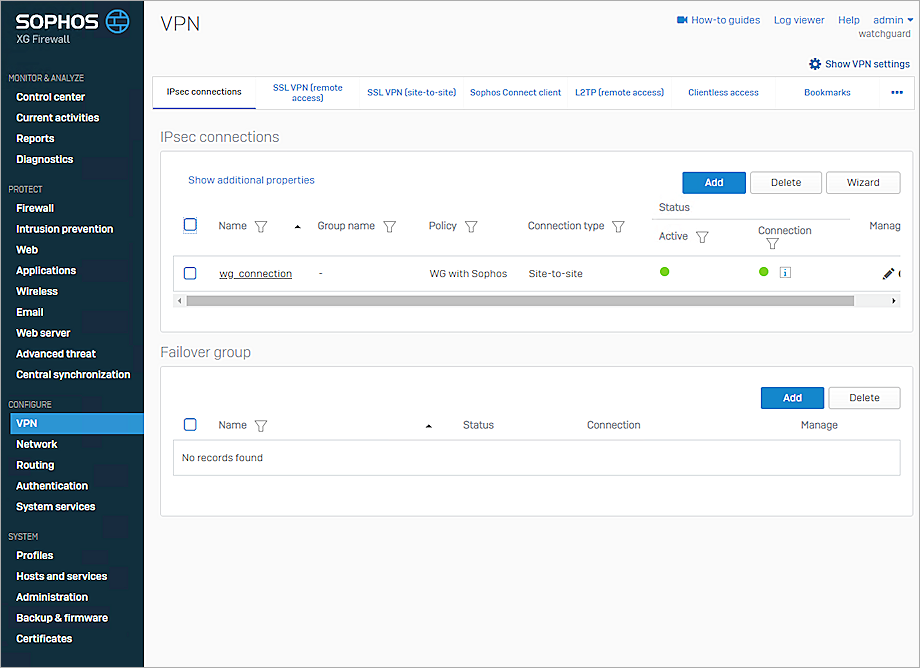 SOPHOS
XG Firewall
MONITOR & ANALYZE
Control center
Current activities
Reports
Diagnostics
PROTECT
Firewall
Intrusion prevention
Web
Applications
Wireless
Email
Web server
Advanced threat
Central synchronization
CONFIGURE
VPN
Network
Routing
Authentication
System services
SYSTEM
Profiles
Hosts and services
Administration
Backup & firmware
Certificates
VPN
How-to guides Log viewer Help admin
watchguard
Show VPN settings
IPsec connections
SSL VPN (remote
access)
SSL VPN (site-to-site)
Sophos Connect client
L2TP (remote access)
Clientless access
Bookmarks
IPsec connections
Show additional properties
Add Delete Wizard
Status
Name Group name Policy Connection type Active Connection Manag
wg_connection - WG with Sophos Site-to-site
Failover group
Add Delete
Name Status Connection Manage
No records found